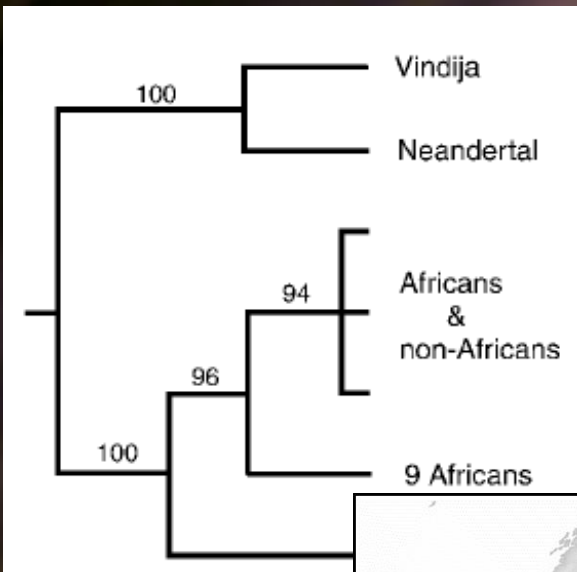 Vindija
100
Neandertal
94
Africans
&
non-Africans
96
100
9 Africans